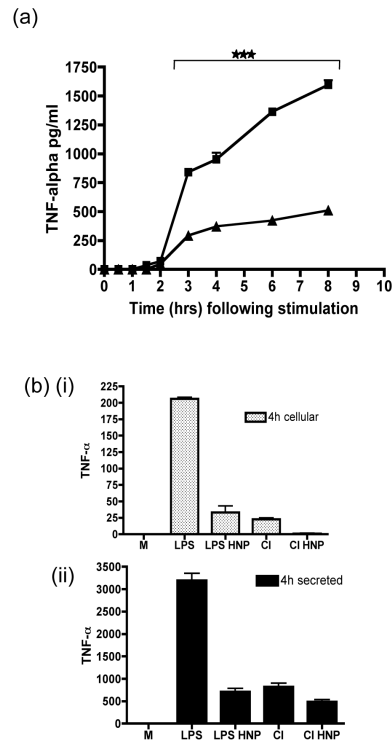 (a)
★★★
TNF-alpha pg/ml
1750
1500
1250
1000
750
500
250
0
0 1 2 3 4 5 6 7 8 9 10
Time (hrs) following stimulation
(b) (i)
TNF-α
225
200
175
150
125
100
75
50
25
0
4h cellular
M LPS LPS HNP CI CI HNP
(ii)
TNF-α
3500
3000
2500
2000
1500
1000
500
0
4h secreted
M LPS LPS HNP CI CI HNP